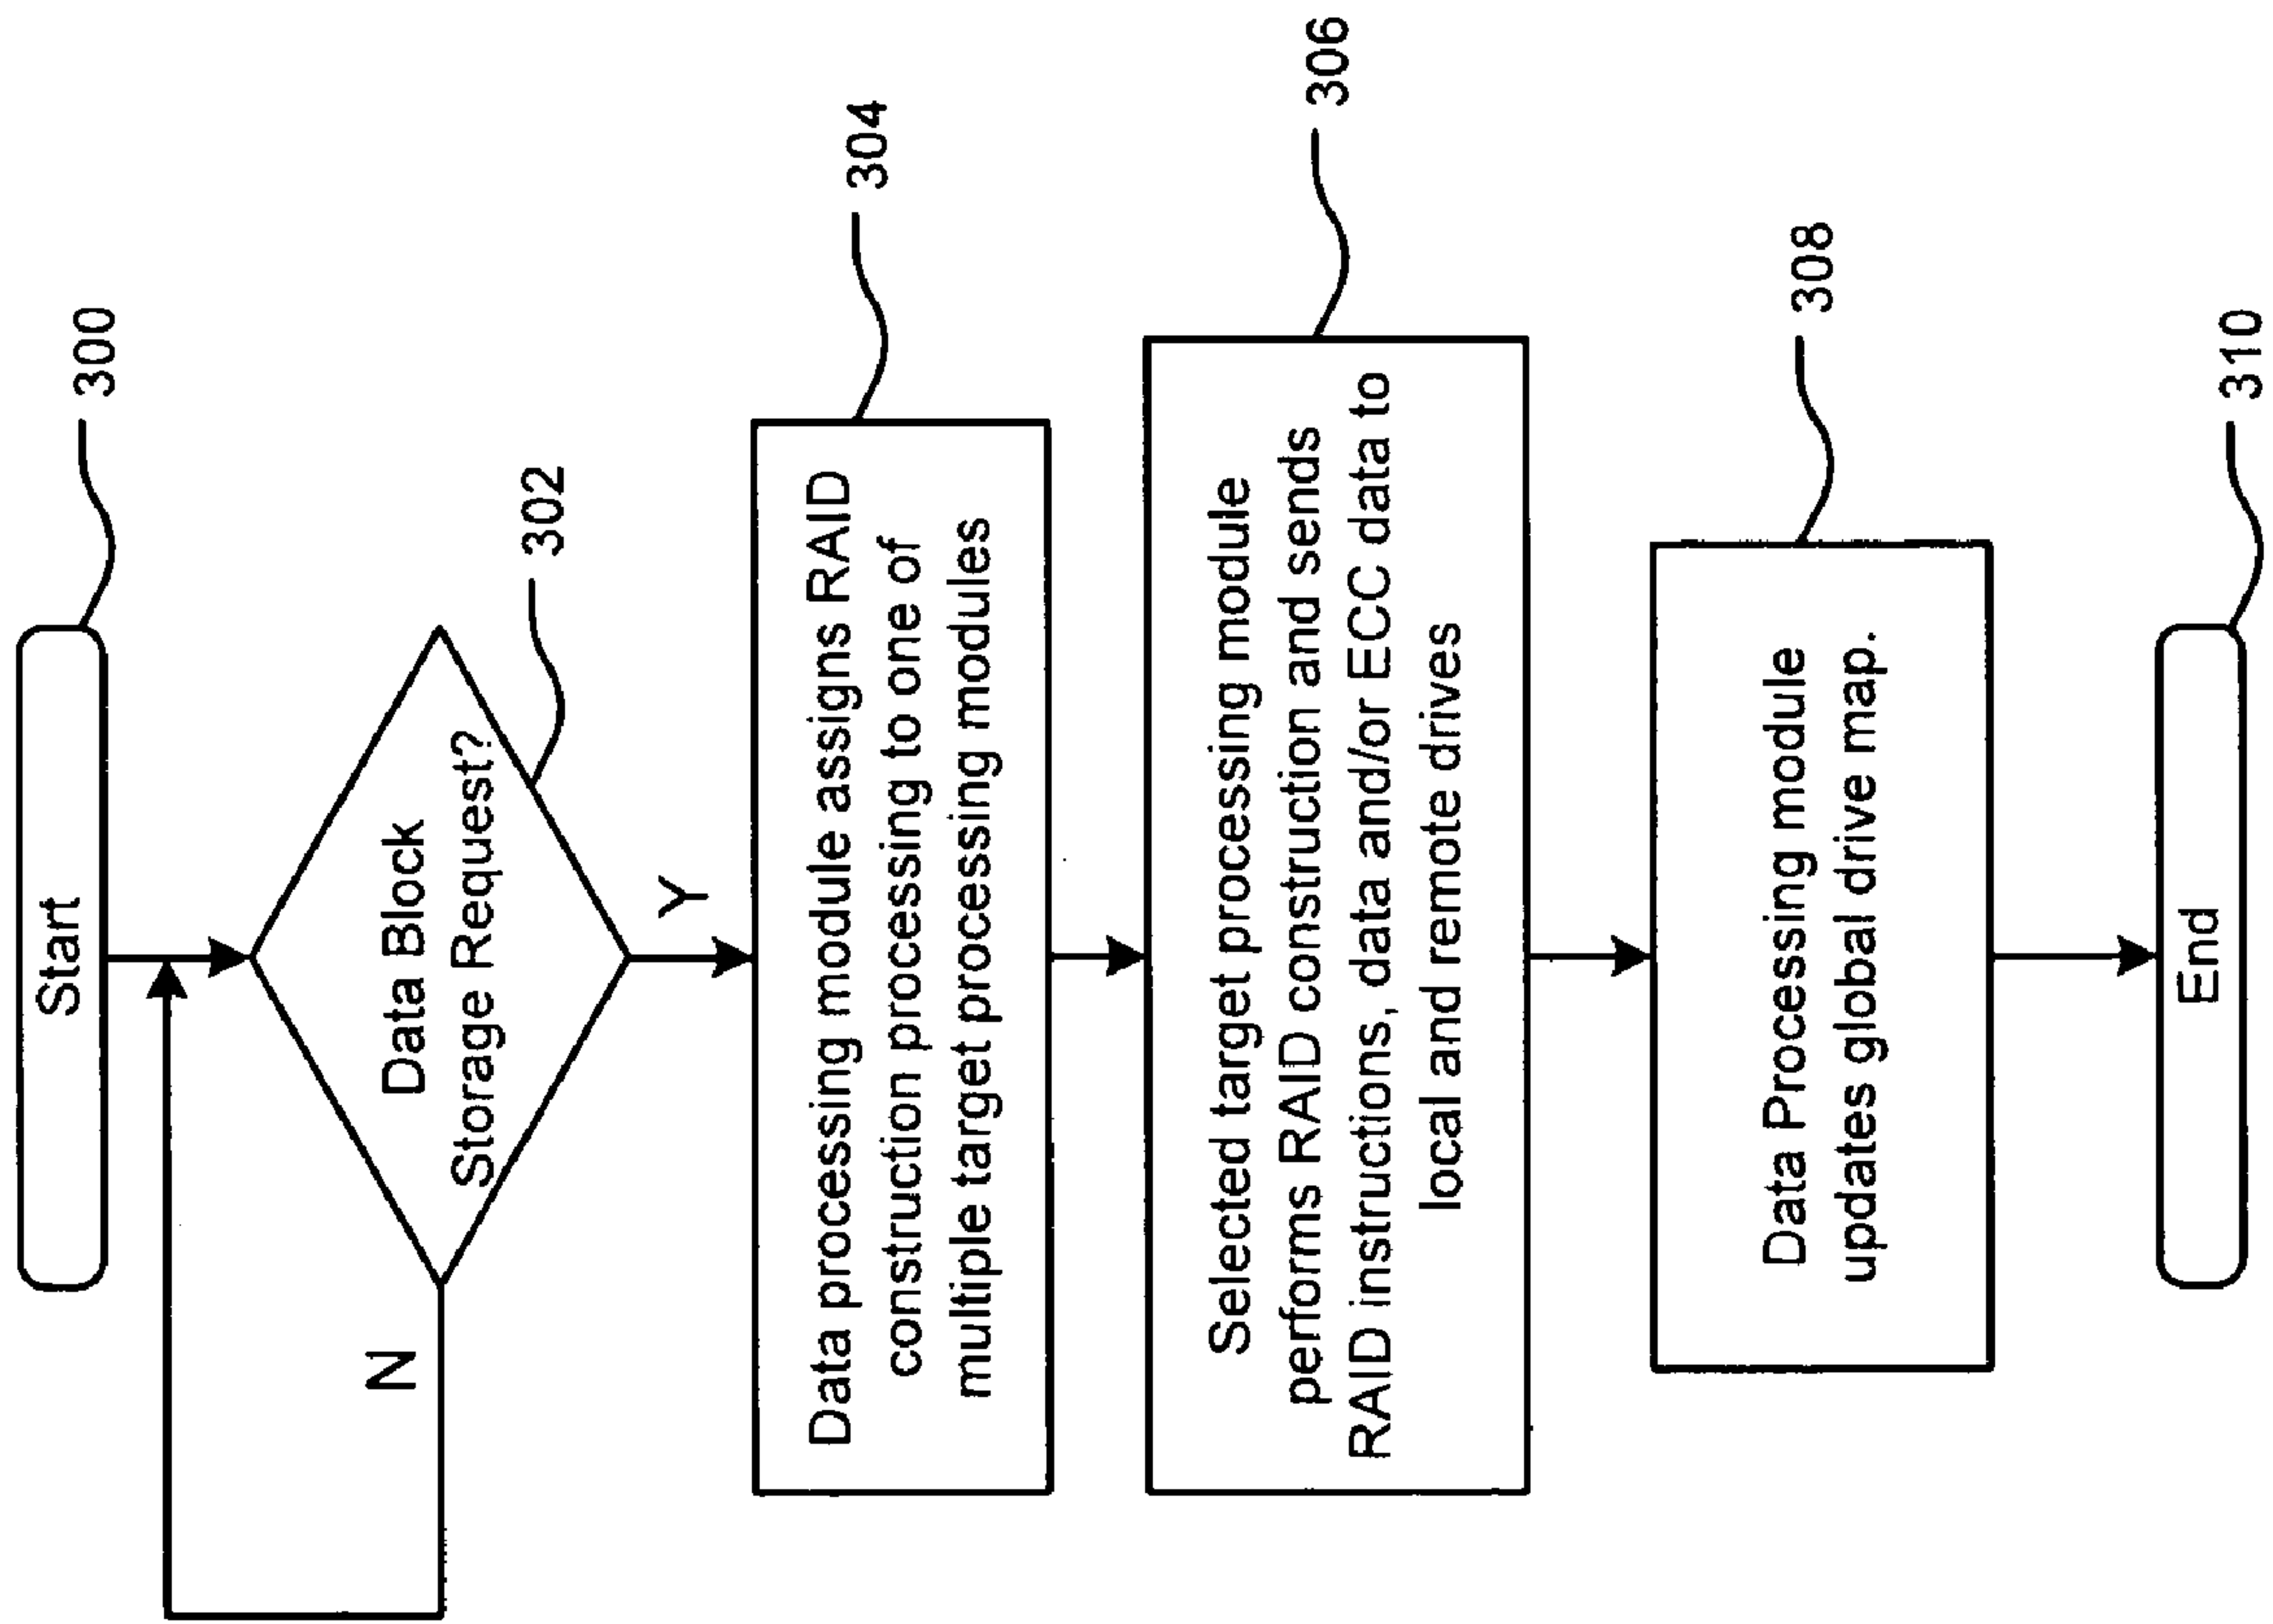 Start
300
Data Block
Storage Request?
302
N
Y
Data processing module assigns RAID
construction processing to one of
multiple target processing modules
304
Selected target processing module
performs RAID construction and sends
RAID instructions, data and/or ECC data to
local and remote drives
306
Data Processing module
updates global drive map.
308
End
310